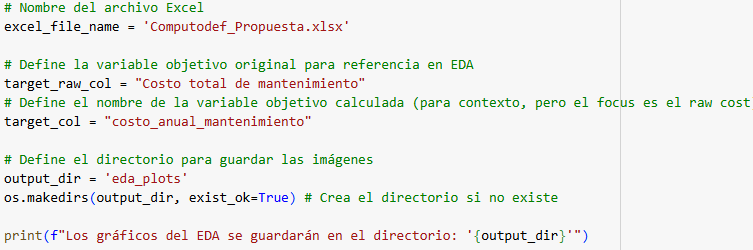 # Nombre del archivo Excel
excel_file_name = 'Computodef_Propuesta.xlsx'
# Define la variable objetivo original para referencia en EDA
target_raw_col = "Costo total de mantenimiento"
# Define el nombre de la variable objetivo calculada (para contexto, pero el focus es el raw cost
target_col = "costo_anual_mantenimiento"
# Define el directorio para guardar las imágenes
output_dir = 'eda_plots'
os.makedirs(output_dir, exist_ok=True) # Crea el directorio si no existe
print(f"Los gráficos del EDA se guardarán en el directorio: '{output_dir}'")